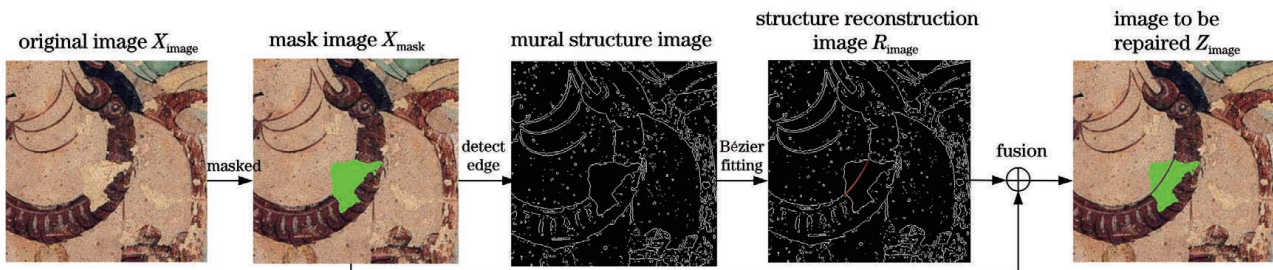 original image X_image
mask image X_mask
mural structure image
structure reconstruction
image R_image
image to be
repaired Z_image
masked
detect
edge
Bézier
fitting
fusion